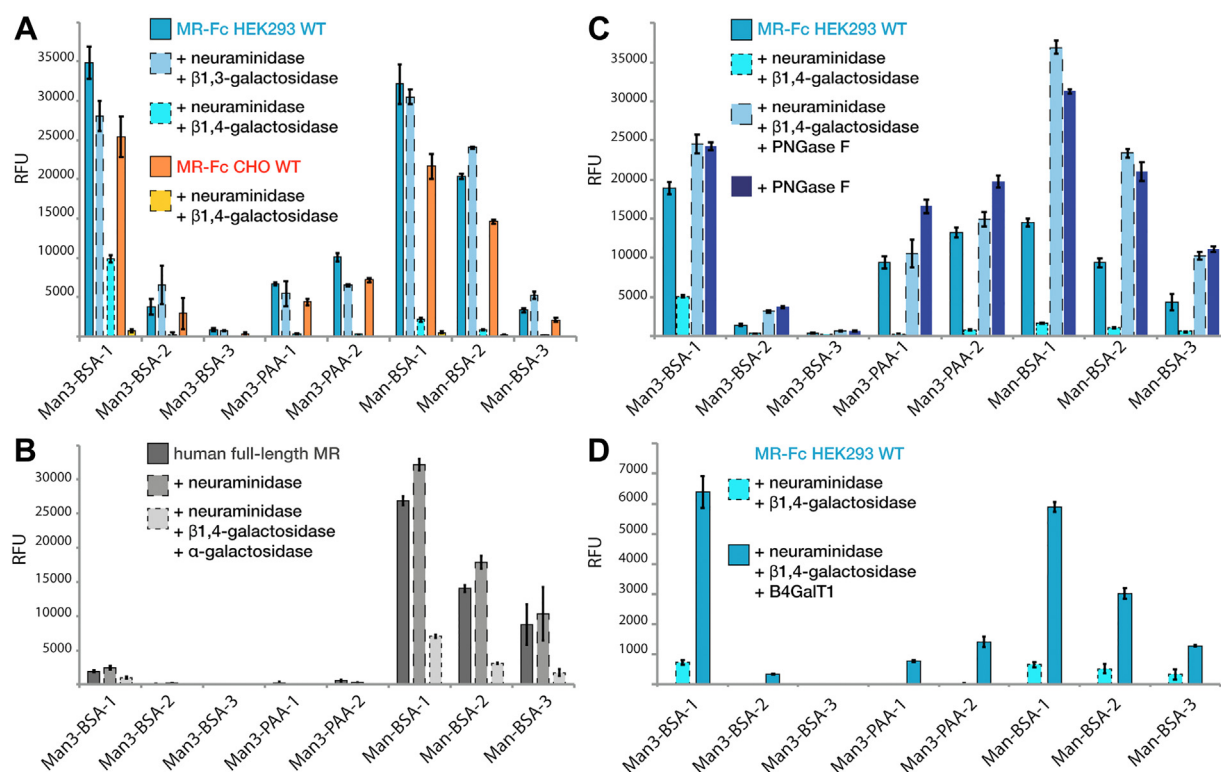 A
RFU
35000
30000
25000
20000
15000
10000
5000
MR-Fc HEK293 WT
+ neuraminidase
+ β1,3-galactosidase
+ neuraminidase
+ β1,4-galactosidase
MR-Fc CHO WT
+ neuraminidase
+ β1,4-galactosidase
Man3-BSA-1
Man3-BSA-2
Man3-BSA-3
Man3-PAA-1
Man3-PAA-2
Man-BSA-1
Man-BSA-2
Man-BSA-3
C
RFU
35000
30000
25000
20000
15000
10000
5000
MR-Fc HEK293 WT
+ neuraminidase
+ β1,4-galactosidase
+ neuraminidase
+ β1,4-galactosidase
+ PNGase F
+ PNGase F
Man3-BSA-1
Man3-BSA-2
Man3-BSA-3
Man3-PAA-1
Man3-PAA-2
Man-BSA-1
Man-BSA-2
Man-BSA-3
B
RFU
30000
25000
20000
15000
10000
5000
human full-length MR
+ neuraminidase
+ neuraminidase
+ β1,4-galactosidase
+ α-galactosidase
Man3-BSA-1
Man3-BSA-2
Man3-BSA-3
Man3-PAA-1
Man3-PAA-2
Man-BSA-1
Man-BSA-2
Man-BSA-3
D
RFU
7000
6000
5000
4000
3000
2000
1000
MR-Fc HEK293 WT
+ neuraminidase
+ β1,4-galactosidase
+ neuraminidase
+ β1,4-galactosidase
+ B4GalT1
Man3-BSA-1
Man3-BSA-2
Man3-BSA-3
Man3-PAA-1
Man3-PAA-2
Man-BSA-1
Man-BSA-2
Man-BSA-3